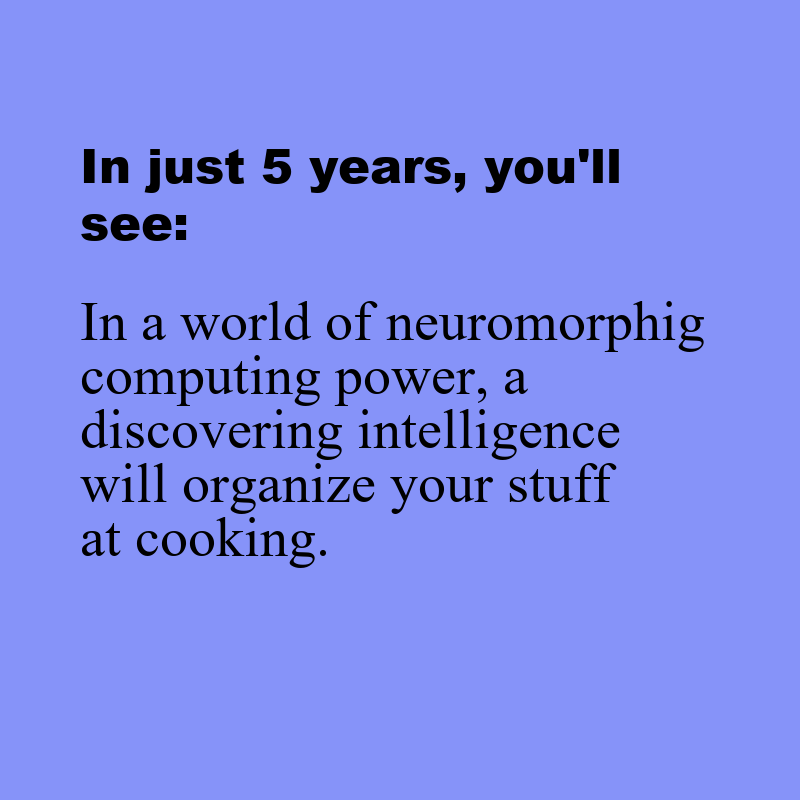 In just 5 years, you'll
see:
In a world of neuromorphig
computing power, a
discovering intelligence
will organize your stuff
at cooking.